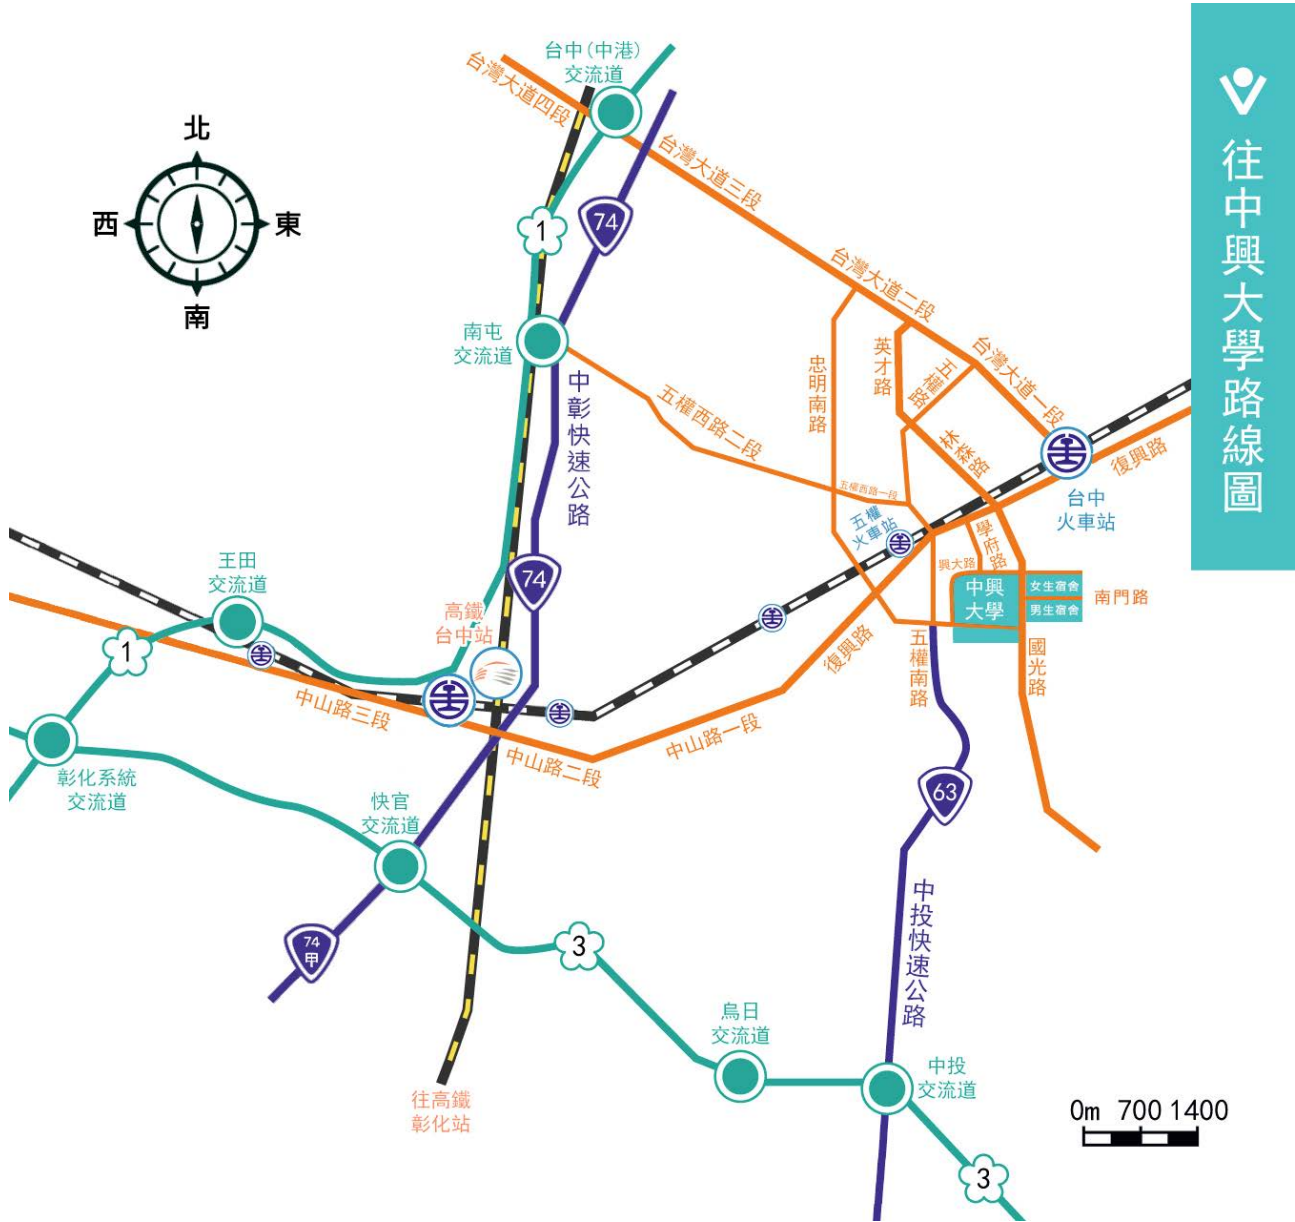 往中興大學路線圖
北
西
東
南
台中(中港)
交流道
台灣大道四段
台灣大道三段
台灣大道二段
台灣大道一段
1
74
南屯
交流道
中彰快速公路
五權西路二段
五權西路一段
忠明南路
英才路
五權路
林森路
復興路
台中
火車站
五權
火車站
學府路
興大路
中興
大學
女生宿舍
男生宿舍
南門路
國光路
五權南路
復興路
王田
交流道
1
74
高鐵
台中站
中山路三段
中山路二段
中山路一段
彰化系統
交流道
快官
交流道
74
甲
3
63
中投快速公路
烏日
交流道
中投
交流道
往高鐵
彰化站
3
0m 700 1400